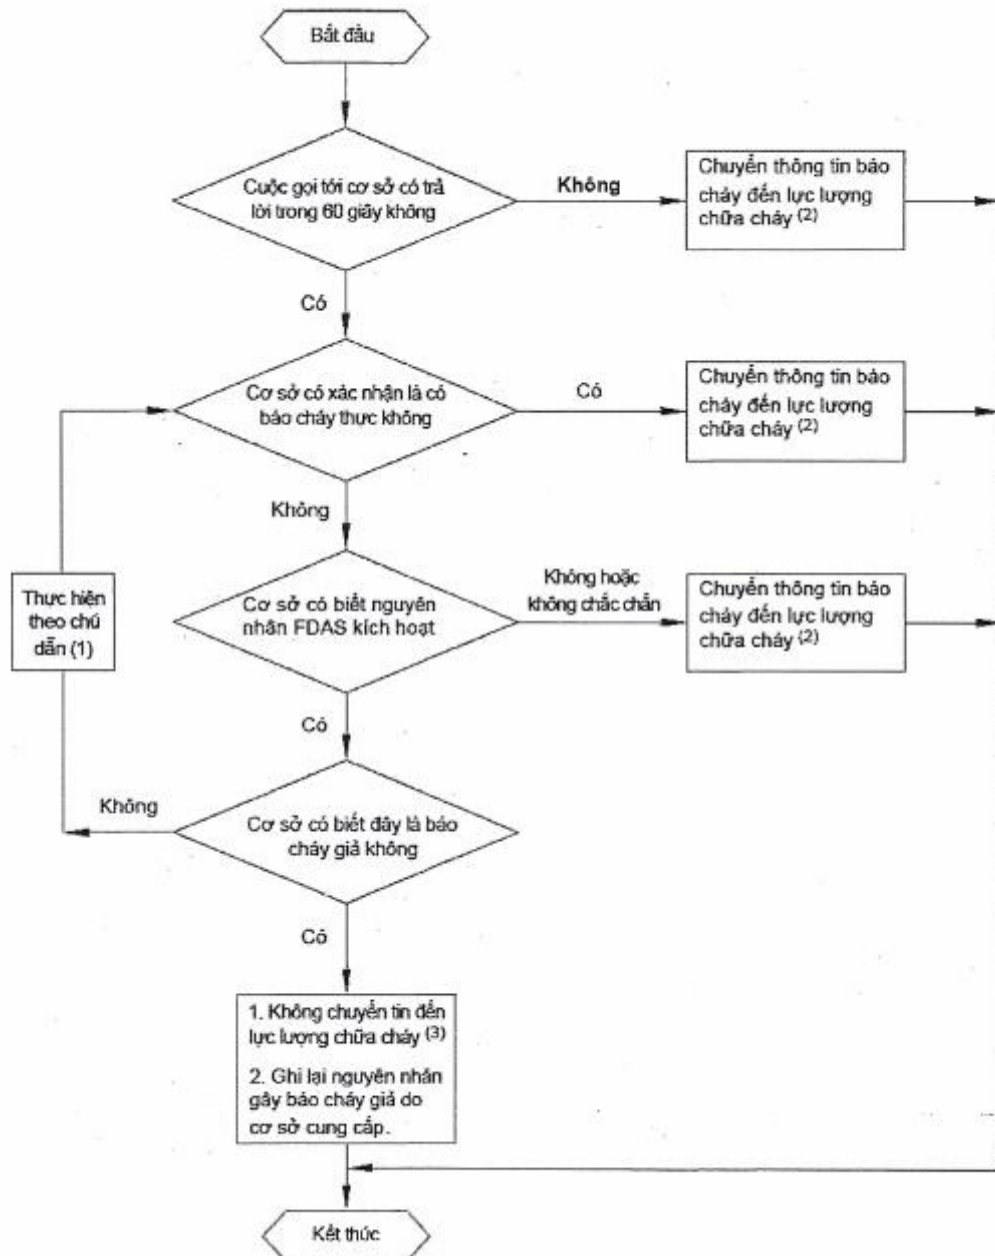 Bắt đầu
Cuộc gọi tới cơ sở có trả
lời trong 60 giây không
Không
Chuyển thông tin báo
cháy đến lực lượng
chữa cháy (2)
Có
Cơ sở có xác nhận là có
báo cháy thực không
Có
Chuyển thông tin báo
cháy đến lực lượng
chữa cháy (2)
Không
Thực hiện
theo chú
dẫn (1)
Cơ sở có biết nguyên
nhân FDAS kích hoạt
Không hoặc
không chắc chắn
Chuyển thông tin báo
cháy đến lực lượng
chữa cháy (2)
Có
Không
Cơ sở có biết đây là báo
cháy giả không
Có
1. Không chuyển tin đến
lực lượng chữa cháy (3)
2. Ghi lại nguyên nhân
gây báo cháy giả do
cơ sở cung cấp.
Kết thúc